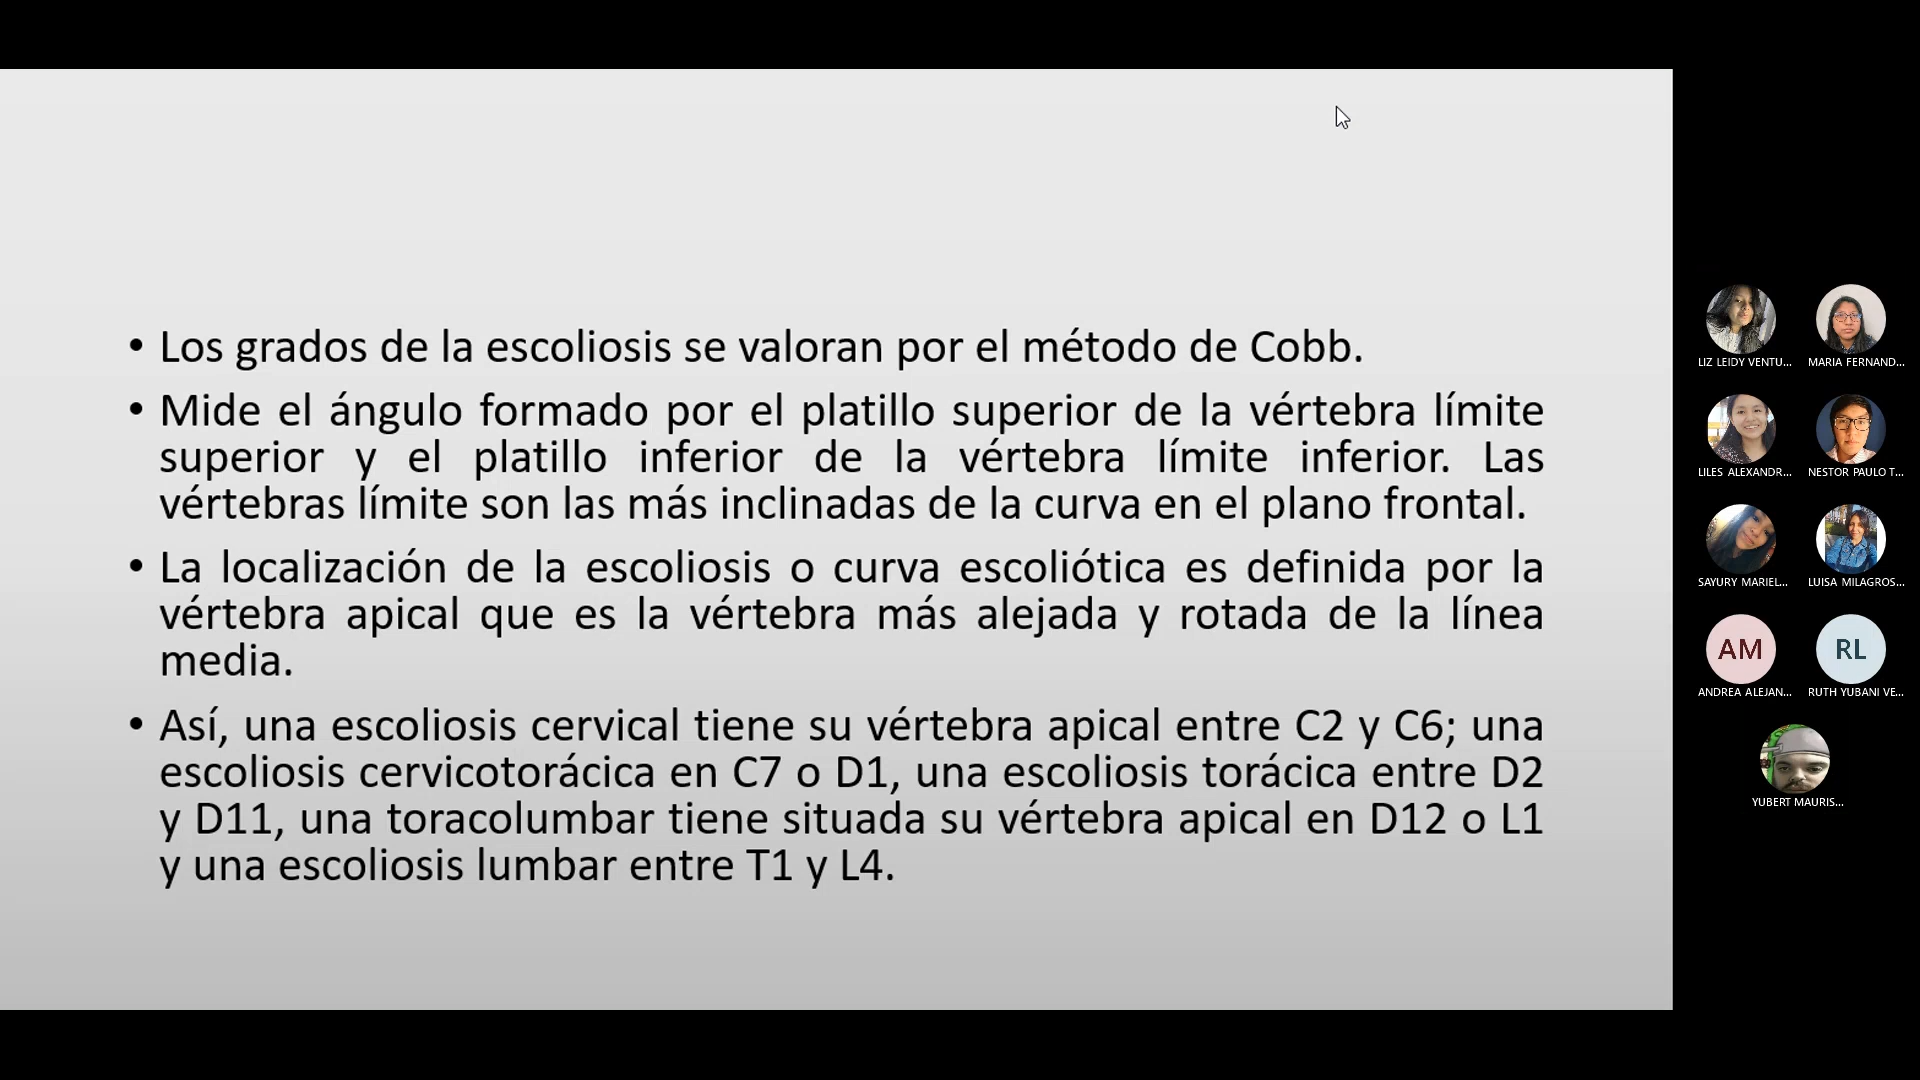 • Los grados de la escoliosis se valoran por el método de Cobb.
• Mide el ángulo formado por el platillo superior de la vértebra límite
superior y el platillo inferior de la vértebra límite inferior. Las
vértebras límite son las más inclinadas de la curva en el plano frontal.
• La localización de la escoliosis o curva escoliótica es definida por la
vértebra apical que es la vértebra más alejada y rotada de la línea
media.
• Así, una escoliosis cervical tiene su vértebra apical entre C2 y C6; una
escoliosis cervicotorácica en C7 o D1, una escoliosis torácica entre D2
y D11, una toracolumbar tiene situada su vértebra apical en D12 o L1
y una escoliosis lumbar entre T1 y L4.
LIZ LEIDY VENTU...
MARIA FERNAND...
LILES ALEXANDR...
NESTOR PAULO T...
SAYURY MARIEL...
LUISA MILAGROS...
AM
RL
ANDREA ALEJAN...
RUTH YUBANI VE...
YUBERT MAURIS...